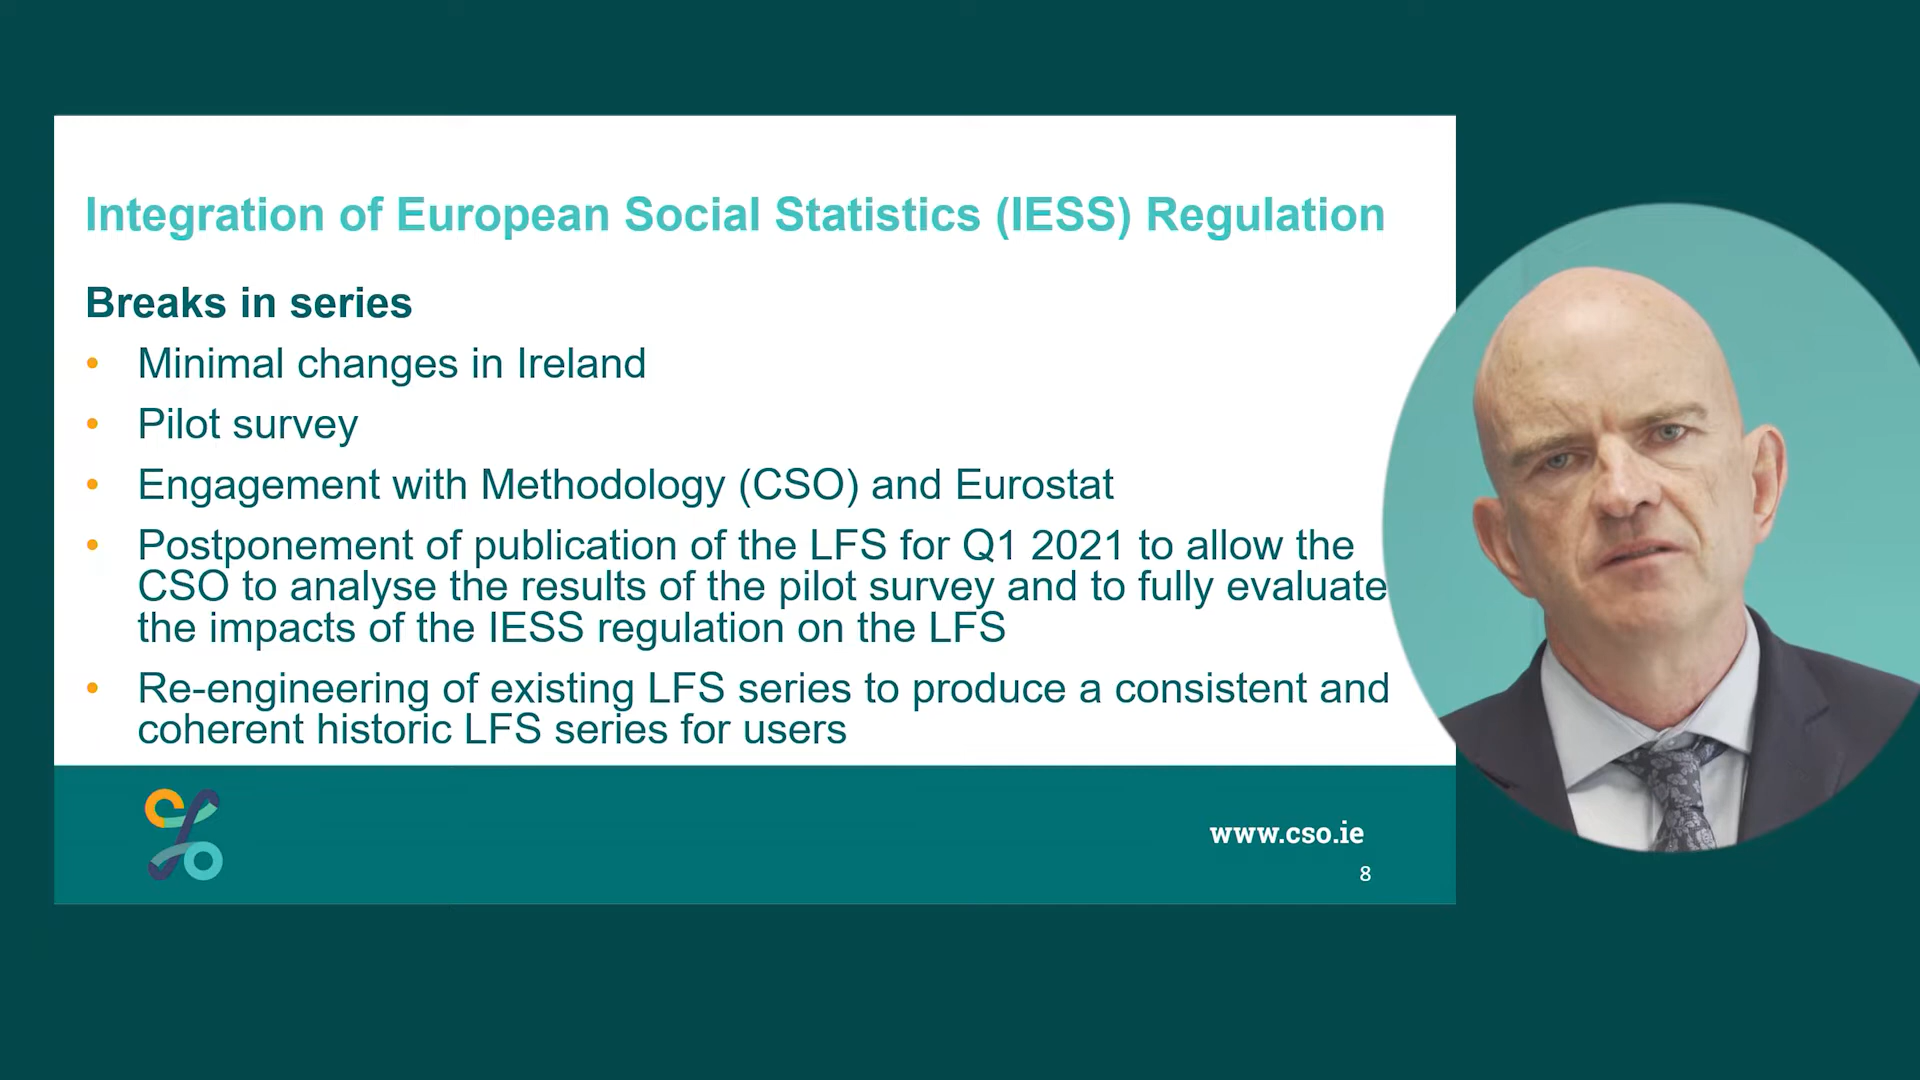 Integration of European Social Statistics (IESS) Regulation
Breaks in series
• Minimal changes in Ireland
• Pilot survey
• Engagement with Methodology (CSO) and Eurostat
• Postponement of publication of the LFS for Q1 2021 to allow the
CSO to analyse the results of the pilot survey and to fully evaluate
the impacts of the IESS regulation on the LFS
• Re-engineering of existing LFS series to produce a consistent and
coherent historic LFS series for users
www.cso.ie
8